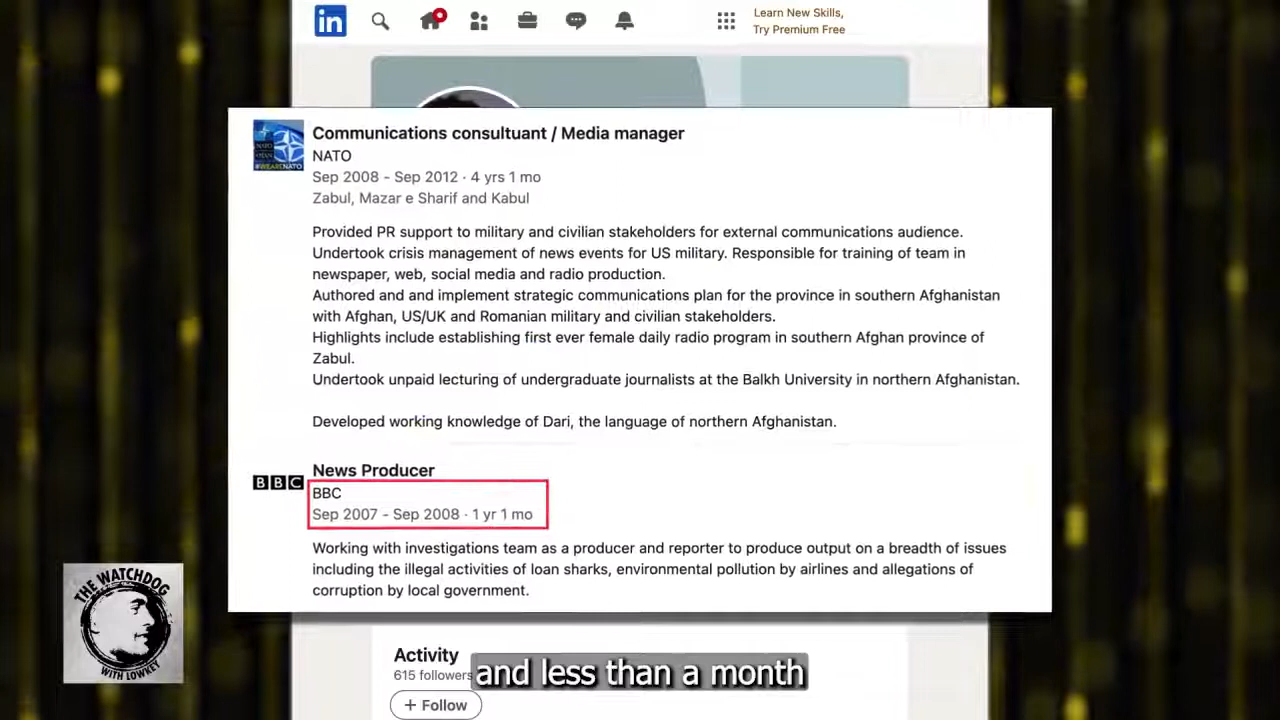 in
Learn New Skills,
Try Premium Free
Communications consultuant / Media manager
NATO
OTAN
#WEARENATO
NATO
Sep 2008 - Sep 2012 · 4 yrs 1 mo
Zabul, Mazar e Sharif and Kabul
Provided PR support to military and civilian stakeholders for external communications audience.
Undertook crisis management of news events for US military. Responsible for training of team in
newspaper, web, social media and radio production.
Authored and and implement strategic communications plan for the province in southern Afghanistan
with Afghan, US/UK and Romanian military and civilian stakeholders.
Highlights include establishing first ever female daily radio program in southern Afghan province of
Zabul.
Undertook unpaid lecturing of undergraduate journalists at the Balkh University in northern Afghanistan.
Developed working knowledge of Dari, the language of northern Afghanistan.
News Producer
BBC
BBC
Sep 2007 - Sep 2008 · 1 yr 1 mo
Working with investigations team as a producer and reporter to produce output on a breadth of issues
including the illegal activities of loan sharks, environmental pollution by airlines and allegations of
corruption by local government.
THE WATCHDOG
WITH LOWKEY
Activity
615 followers
and less than a month
+ Follow